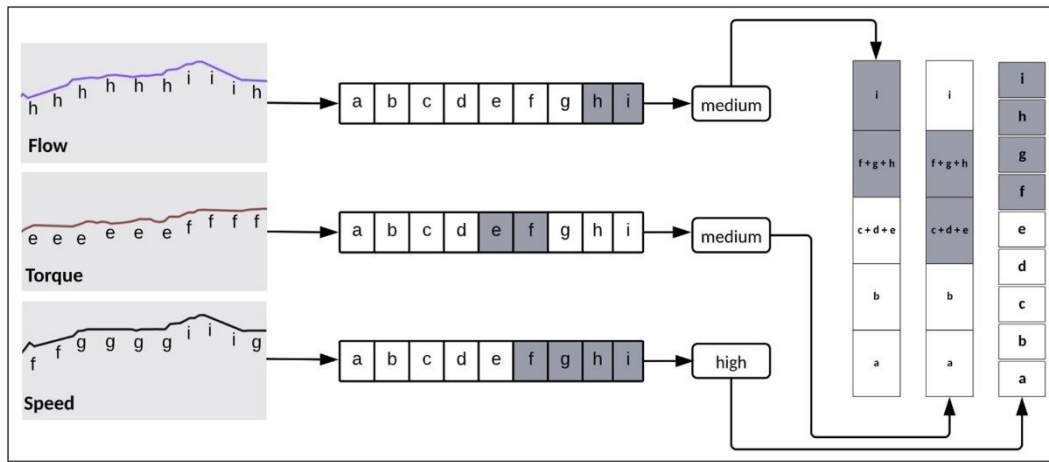 h h h h h h i i i h
Flow
a b c d e f g h i
medium
e e e e e e f f f f
Torque
a b c d e f g h i
medium
f f g g g g i i i g
Speed
a b c d e f g h i
high
i
f + g + h
c + d + e
b
a
i
f + g + h
c + d + e
b
a
i
h
g
f
e
d
c
b
a